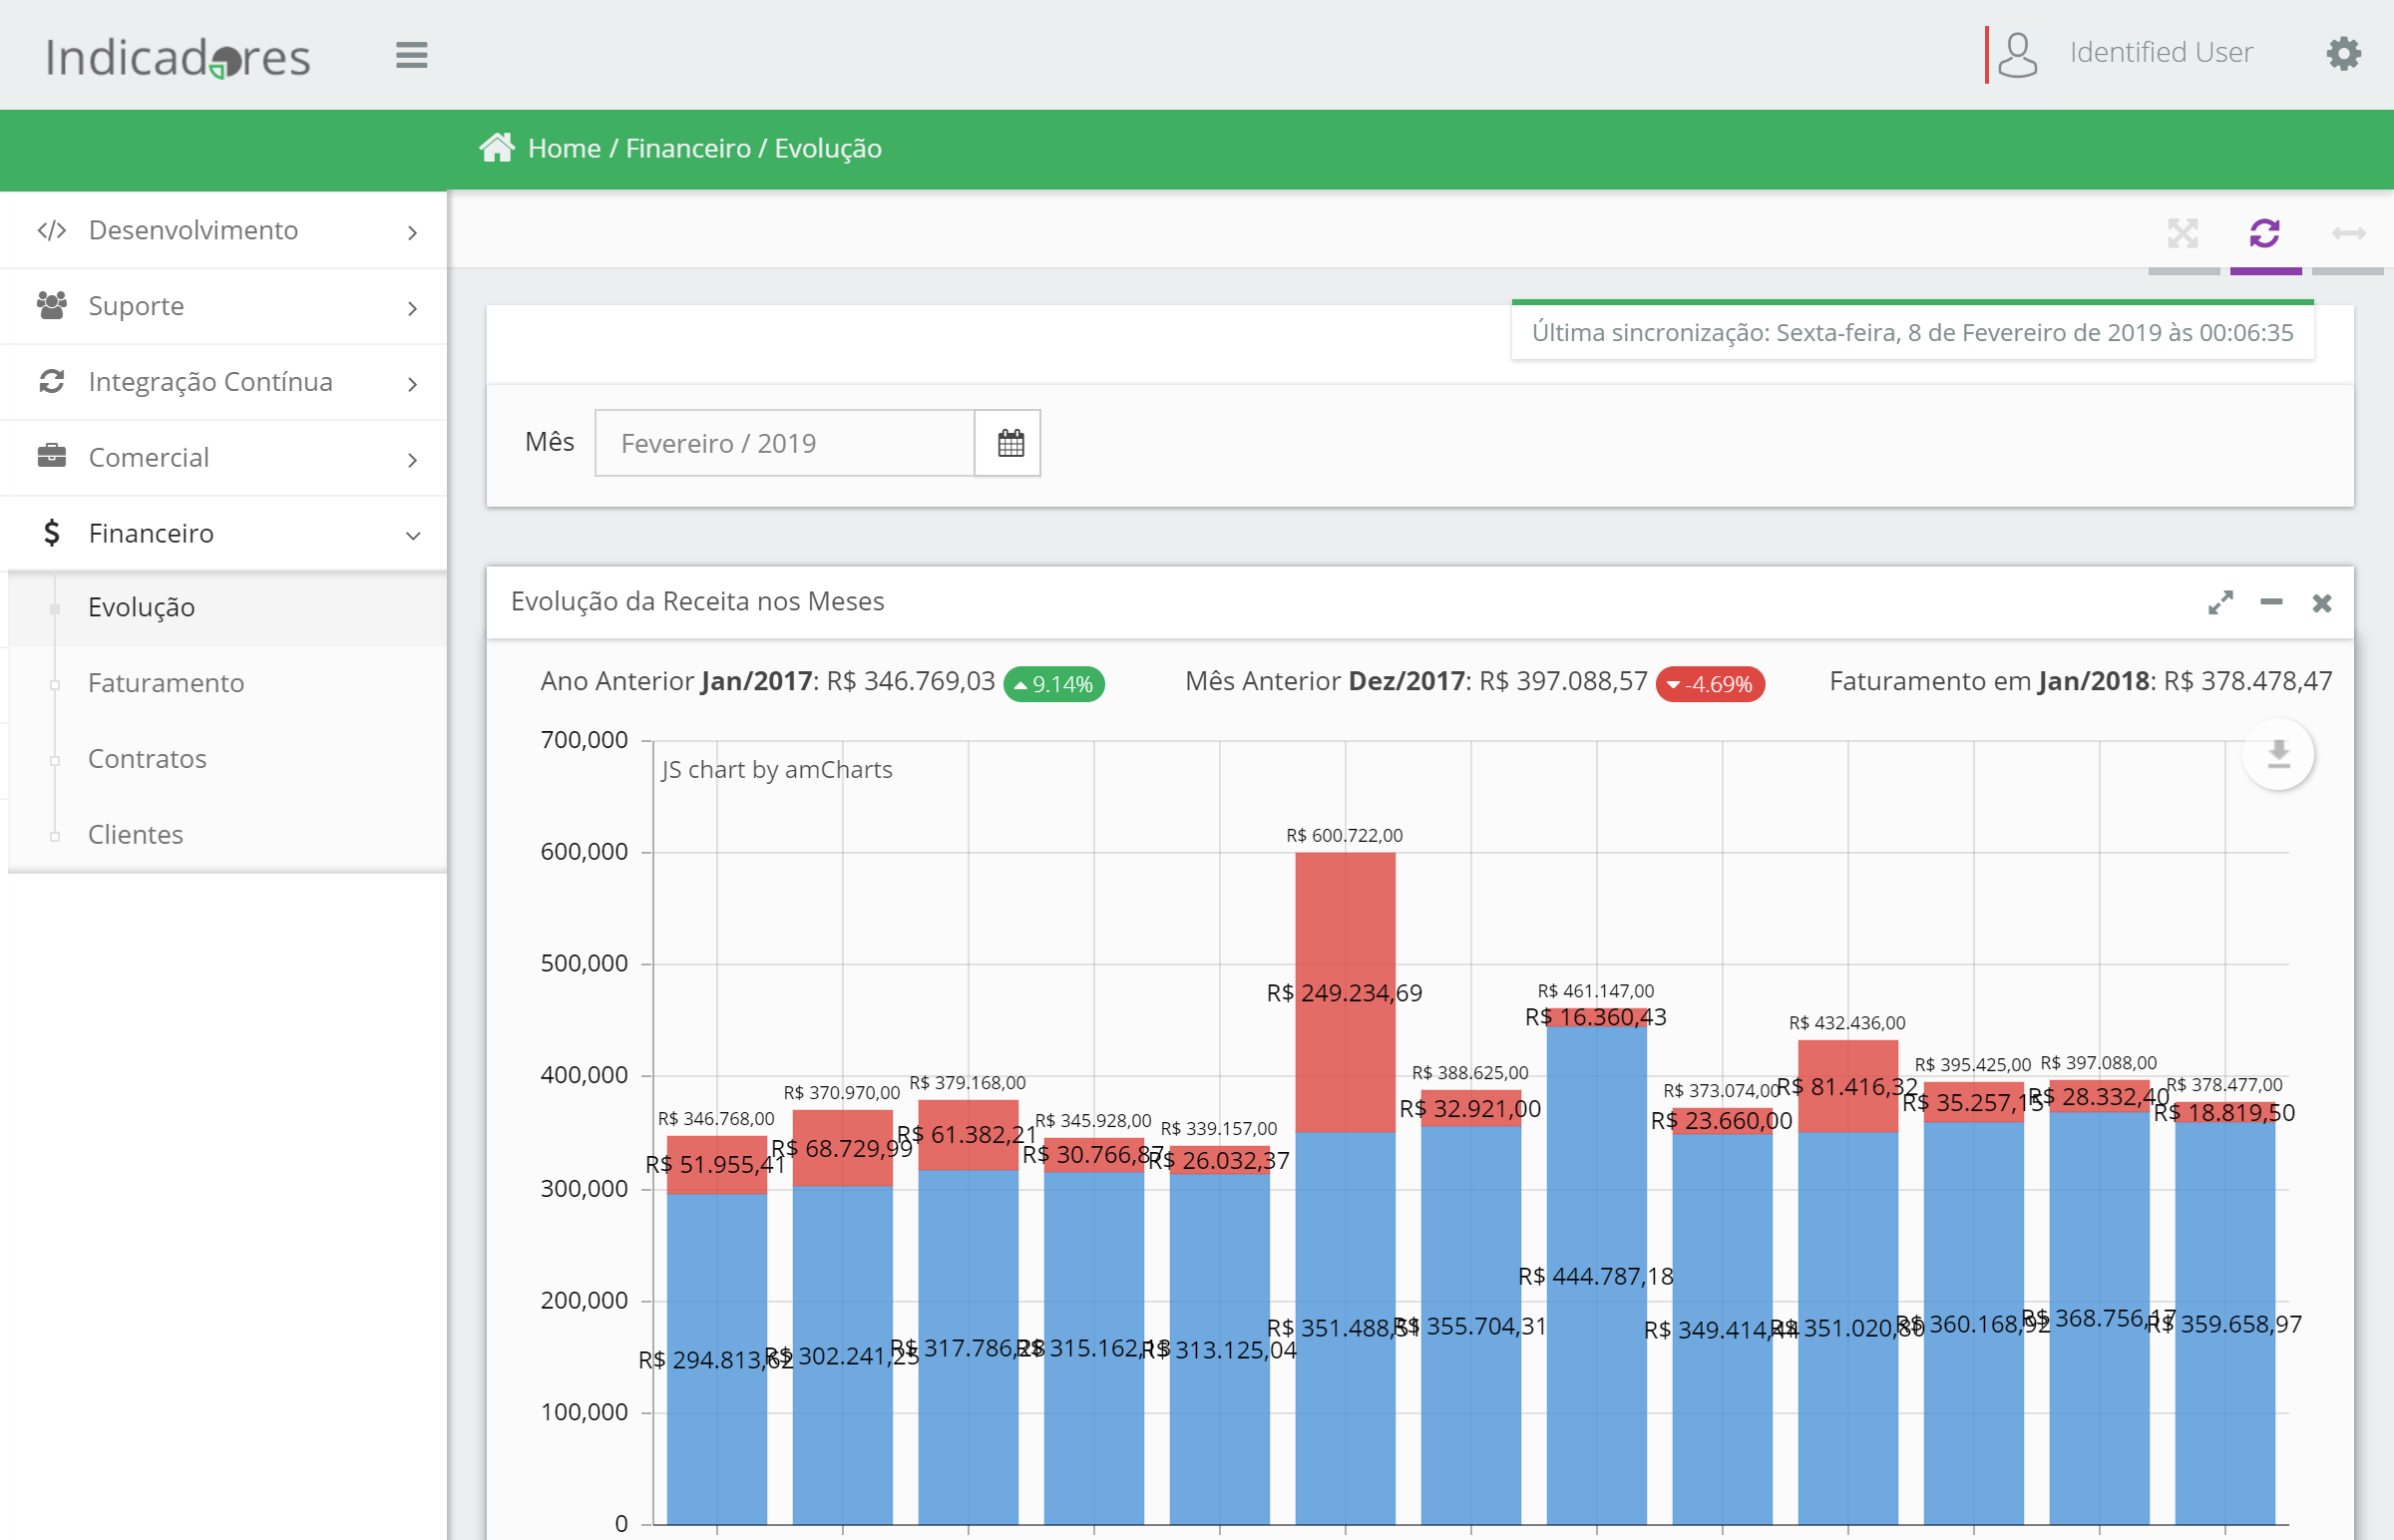 Indicadores
Identified User
Home / Financeiro / Evolução
Desenvolvimento
Suporte
Integração Contínua
Comercial
Financeiro
Evolução
Faturamento
Contratos
Clientes
Última sincronização: Sexta-feira, 8 de Fevereiro de 2019 às 00:06:35
Mês
Fevereiro / 2019
Evolução da Receita nos Meses
Ano Anterior Jan/2017: R$ 346.769,03 9.14%
Mês Anterior Dez/2017: R$ 397.088,57 -4.69%
Faturamento em Jan/2018: R$ 378.478,47
JS chart by amCharts
700,000
600,000
500,000
400,000
300,000
200,000
100,000
0
R$ 346.768,00
R$ 370.970,00
R$ 379.168,00
R$ 345.928,00
R$ 339.157,00
R$ 600.722,00
R$ 388.625,00
R$ 461.147,00
R$ 373.074,00
R$ 432.436,00
R$ 395.425,00
R$ 397.088,00
R$ 378.477,00
R$ 51.955,41
R$ 68.729,99
R$ 61.382,21
R$ 30.766,87
R$ 26.032,37
R$ 249.234,69
R$ 32.921,00
R$ 16.360,43
R$ 23.660,00
R$ 81.416,32
R$ 35.257,15
R$ 28.332,40
R$ 18.819,50
R$ 294.813,62
R$ 302.241,25
R$ 317.786,28
R$ 315.162,13
R$ 313.125,04
R$ 351.488,31
R$ 355.704,31
R$ 444.787,18
R$ 349.414,44
R$ 351.020,80
R$ 360.168,92
R$ 368.756,17
R$ 359.658,97